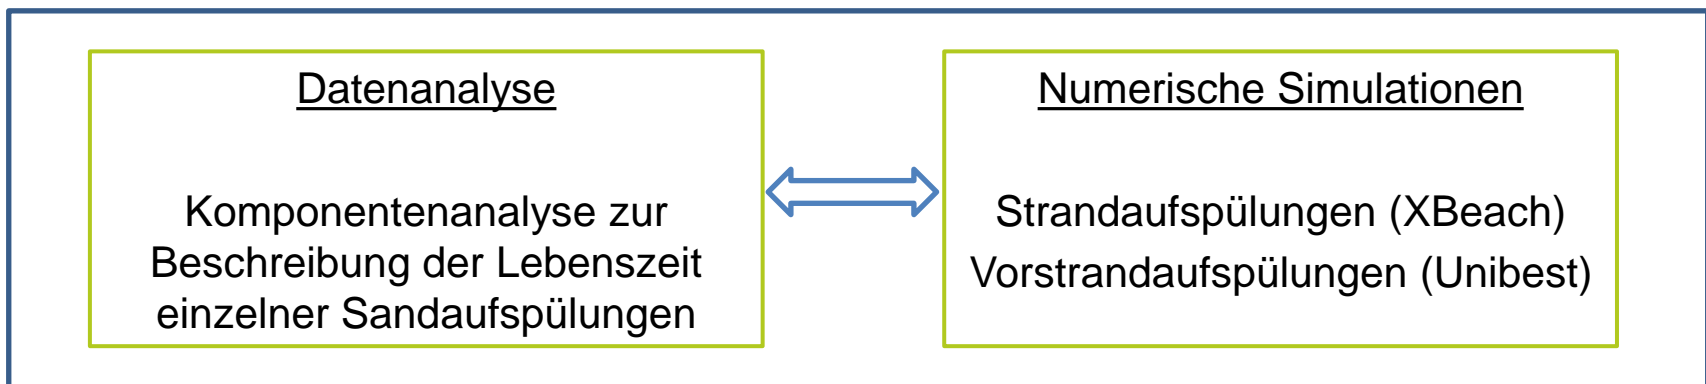 Datenanalyse
Komponentenanalyse zur
Beschreibung der Lebenszeit
einzelner Sandaufspülungen
Numerische Simulationen
Strandaufspülungen (XBeach)
Vorstrandaufspülungen (Unibest)